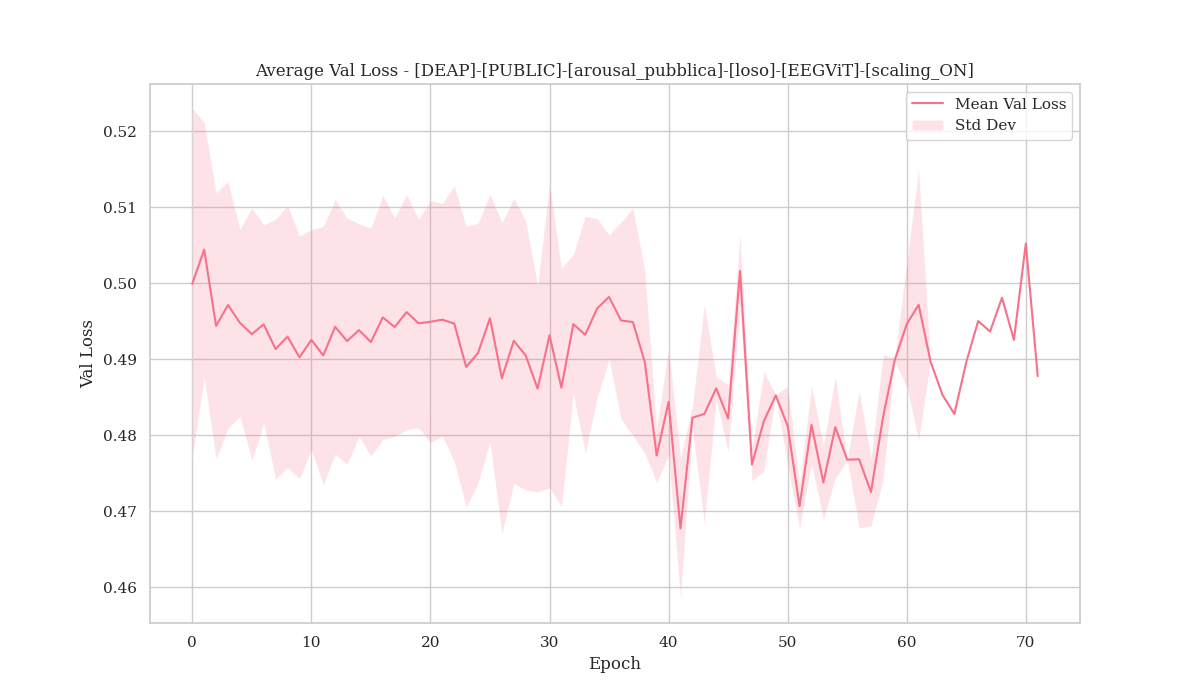 Average Val Loss - [DEAP]-[PUBLIC]-[arousal_pubblica]-[loso]-[EEGViT]-[scaling_ON]
Mean Val Loss
Std Dev
0.52
0.51
0.50
0.49
0.48
0.47
0.46
Val Loss
0 10 20 30 40 50 60 70
Epoch